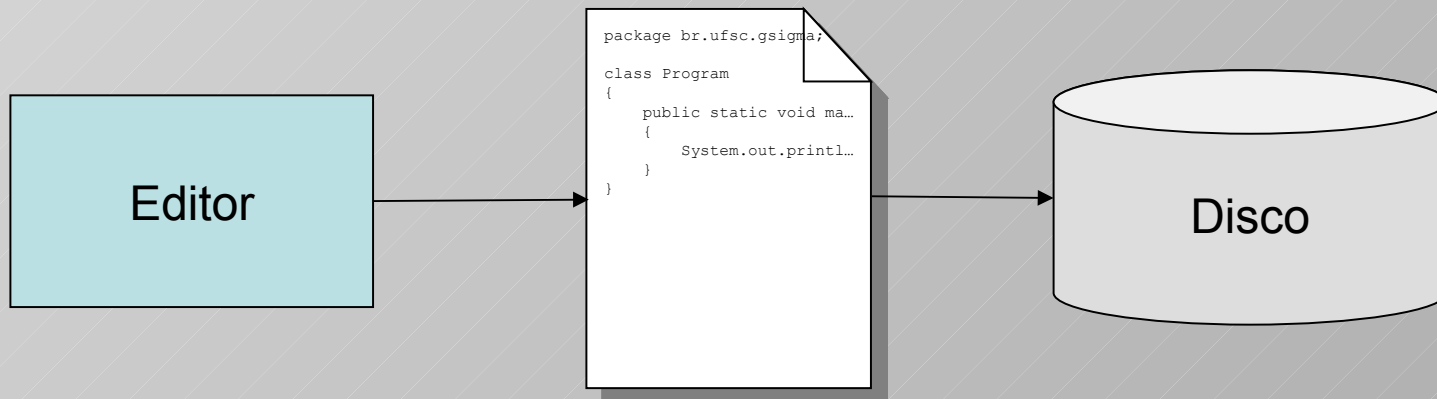 Editor
package br.ufsc.gsigma;
class Program
{
    public static void ma…
    {
        System.out.printl…
    }
}
Disco